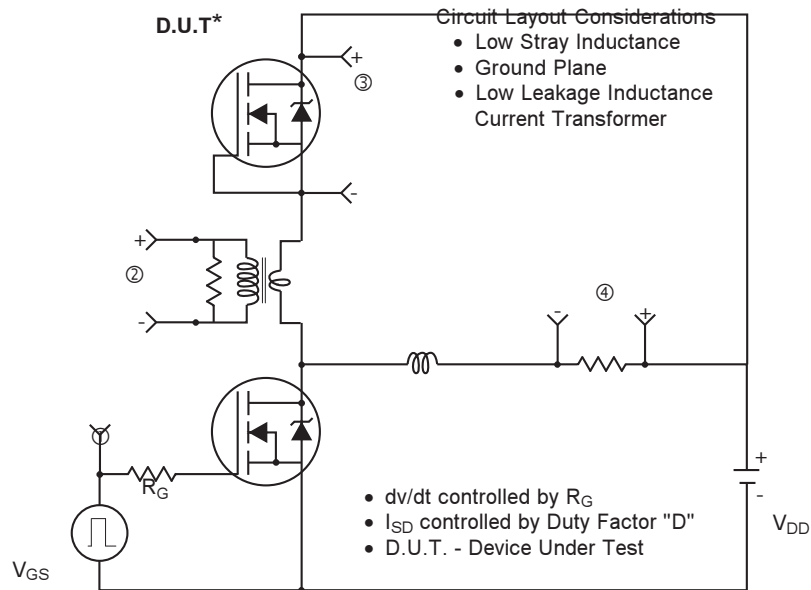 D.U.T*
Circuit Layout Considerations
• Low Stray Inductance
• Ground Plane
• Low Leakage Inductance
Current Transformer
+
③
-
+
②
-
④
-
+
①
RG
+
-
VDD
VGS
• dv/dt controlled by RG
• ISD controlled by Duty Factor "D"
• D.U.T. - Device Under Test